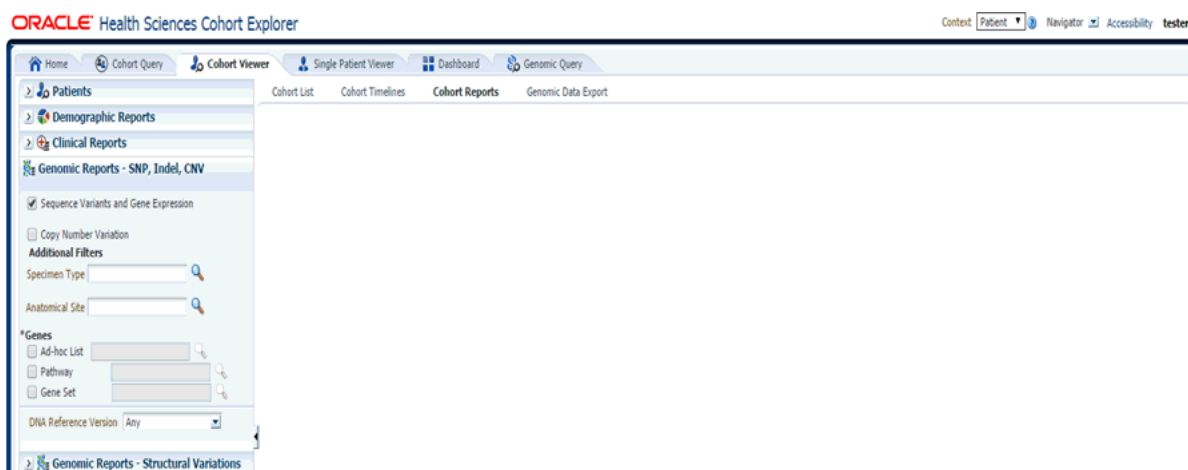 ORACLE Health Sciences Cohort Explorer
Context Patient Navigator Accessibility tester
Home Cohort Query Cohort Viewer Single Patient Viewer Dashboard Genomic Query
Patients
Cohort List Cohort Timelines Cohort Reports Genomic Data Export
Demographic Reports
Clinical Reports
Genomic Reports - SNP, Indel, CNV
Sequence Variants and Gene Expression
Copy Number Variation
Additional Filters
Specimen Type
Anatomical Site
*Genes
Ad-hoc List
Pathway
Gene Set
DNA Reference Version Any
Genomic Reports - Structural Variations